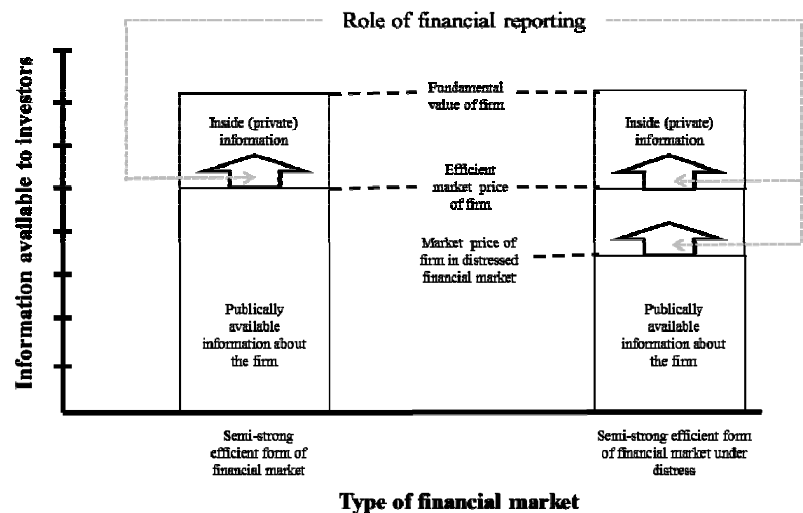 Role of financial reporting
Information available to investors
Inside (private)
information
Publically
available
information about
the firm
Fundamental
value of firm
Efficient
market price
of firm
Market price of
firm in distressed
financial market
Inside (private)
information
Publically
available
information about
the firm
Semi-strong
efficient form of
financial market
Semi-strong efficient form
of financial market under
distress
Type of financial market